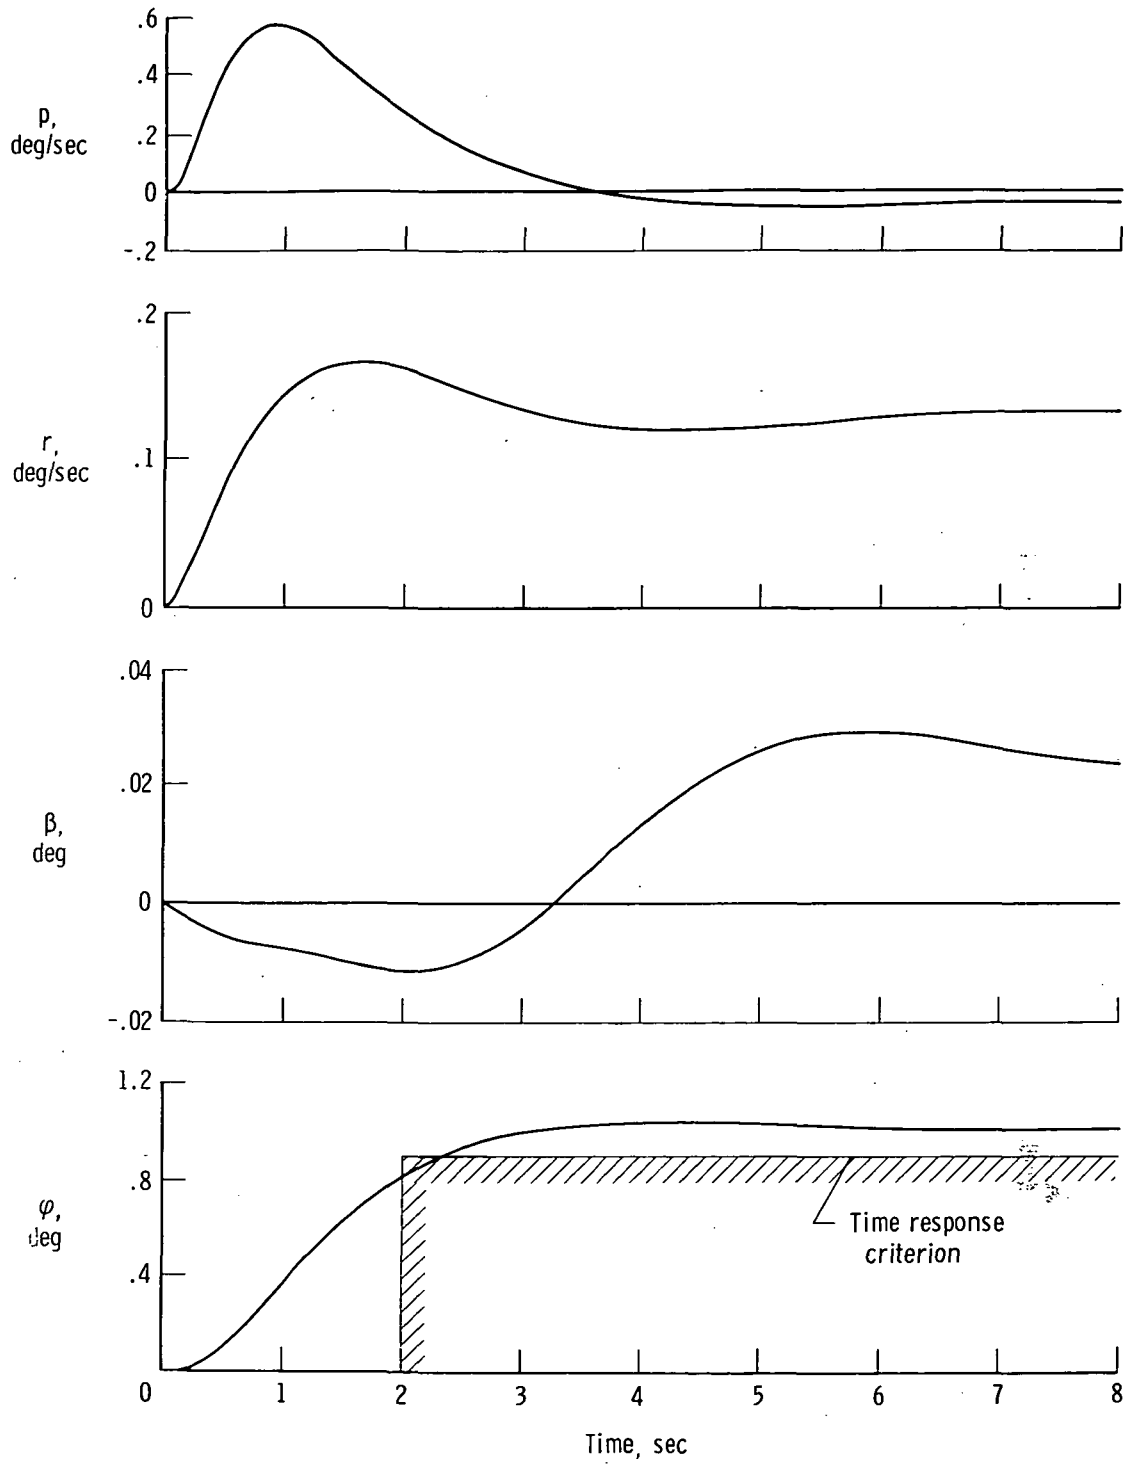 .6
.4
p,
deg/sec
.2
0
-.2
.2
r,
deg/sec
.1
0
.04
.02
β,
deg
0
-.02
1.2
.8
φ,
deg
Time response
criterion
.4
0 1 2 3 4 5 6 7 8
Time, sec